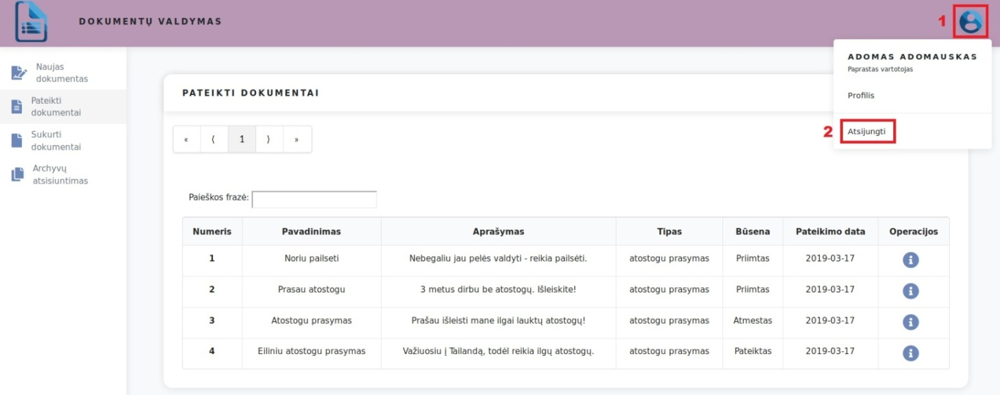 DOKUMENTŲ VALDYMAS
1
ADOMAS ADOMAUSKAS
Paprastas vartotojas
Profilis
2 Atsijungti
Naujas
dokumentas
Pateikti
dokumentai
Sukurti
dokumentai
Archyvų
atsisiuntimas
PATEIKTI DOKUMENTAI
« ⟨ 1 ⟩ »
Paieškos frazė:
Numeris Pavadinimas Aprašymas Tipas Būsena Pateikimo data Operacijos
1 Noriu pailseti Nebegaliu jau pelės valdyti - reikia pailsėti. atostogu prasymas Priimtas 2019-03-17
2 Prasau atostogu 3 metus dirbu be atostogų. Išleiskite! atostogu prasymas Priimtas 2019-03-17
3 Atostogu prasymas Prašau išleisti mane ilgai lauktų atostogų! atostogu prasymas Atmestas 2019-03-17
4 Eiliniu atostogu prasymas Važiuosiu į Tailandą, todėl reikia ilgų atostogų. atostogu prasymas Pateiktas 2019-03-17